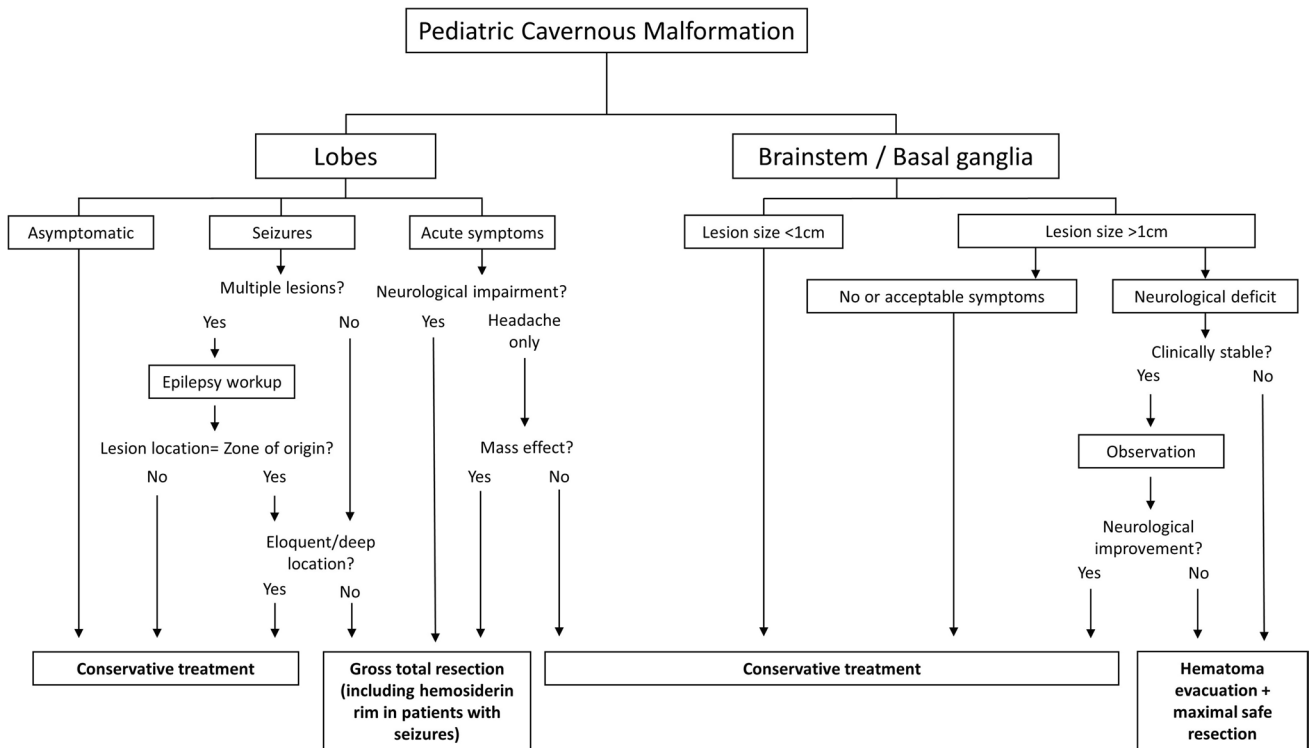 Pediatric Cavernous Malformation
Lobes
Brainstem / Basal ganglia
Asymptomatic
Seizures
Acute symptoms
Lesion size <1cm
Lesion size >1cm
Multiple lesions?
Neurological impairment?
No or acceptable symptoms
Neurological deficit
Yes
No
Yes
Headache
only
Clinically stable?
Yes
No
Epilepsy workup
Lesion location= Zone of origin?
Mass effect?
Observation
No
Yes
Yes
No
Eloquent/deep
location?
Neurological
improvement?
Yes
No
Yes
No
Conservative treatment
Gross total resection
(including hemosiderin
rim in patients with
seizures)
Conservative treatment
Hematoma
evacuation +
maximal safe
resection